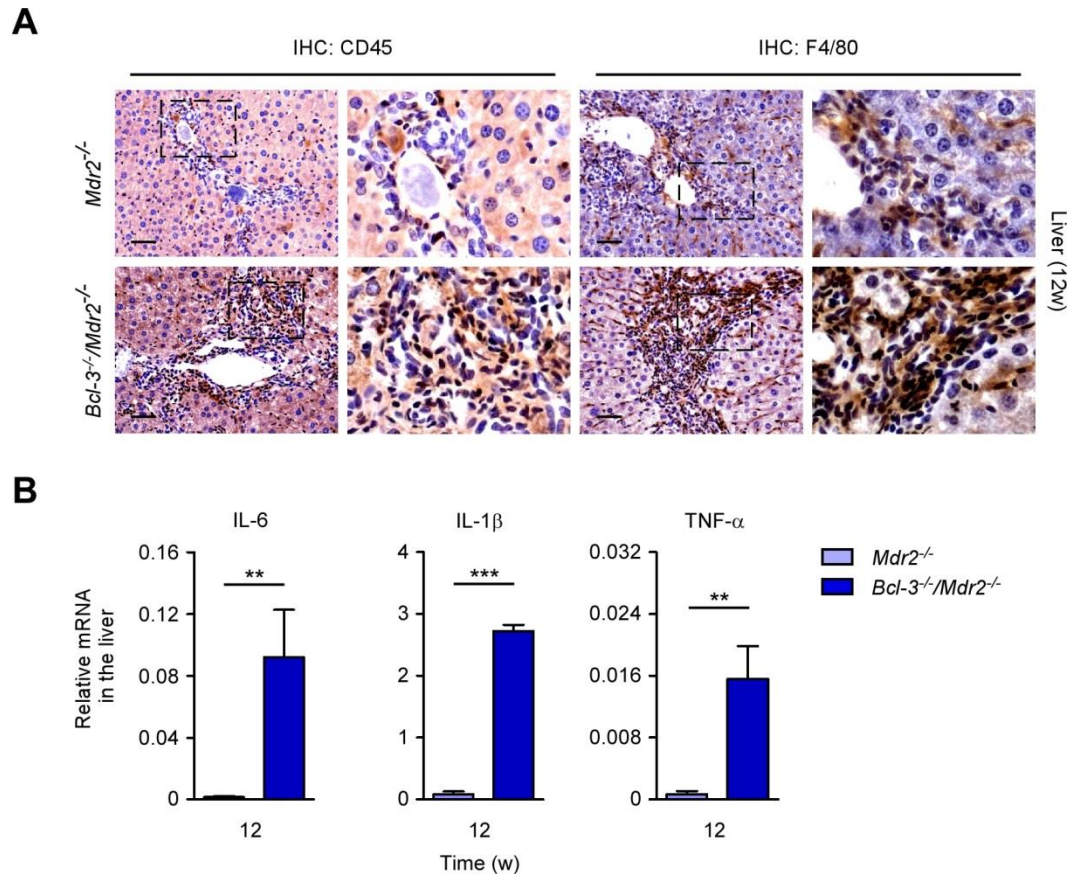 A
IHC: CD45
IHC: F4/80
Mdr2-/-
Bcl-3-/-/Mdr2-/-
Liver (12w)
B
IL-6
IL-1β
TNF-α
Relative mRNA
in the liver
0.16
0.12
0.08
0.04
0
**
12
4
3
2
1
0
***
12
0.032
0.024
0.016
0.008
0
**
12
Time (w)
Mdr2-/-
Bcl-3-/-/Mdr2-/-